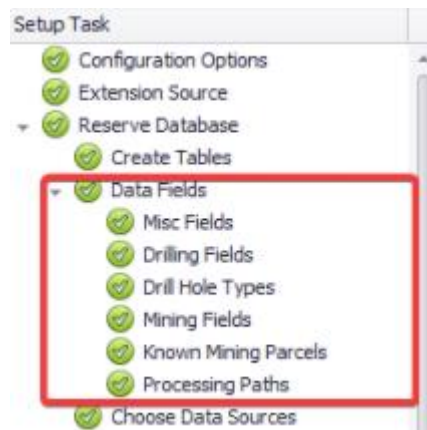 Setup Task
Configuration Options
Extension Source
Reserve Database
Create Tables
Data Fields
Misc Fields
Drilling Fields
Drill Hole Types
Mining Fields
Known Mining Parcels
Processing Paths
Choose Data Sources